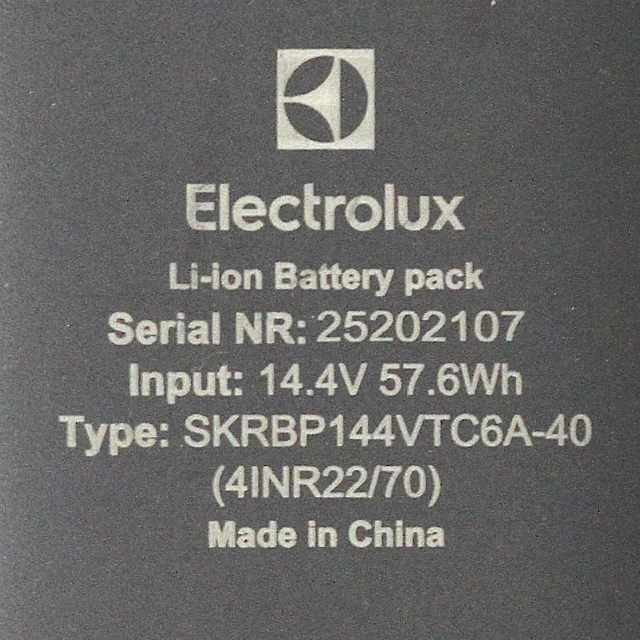 Electrolux
Li-ion Battery pack
Serial NR: 25202107
Input: 14.4V 57.6Wh
Type: SKRBP144VTC6A-40
(4INR22/70)
Made in China